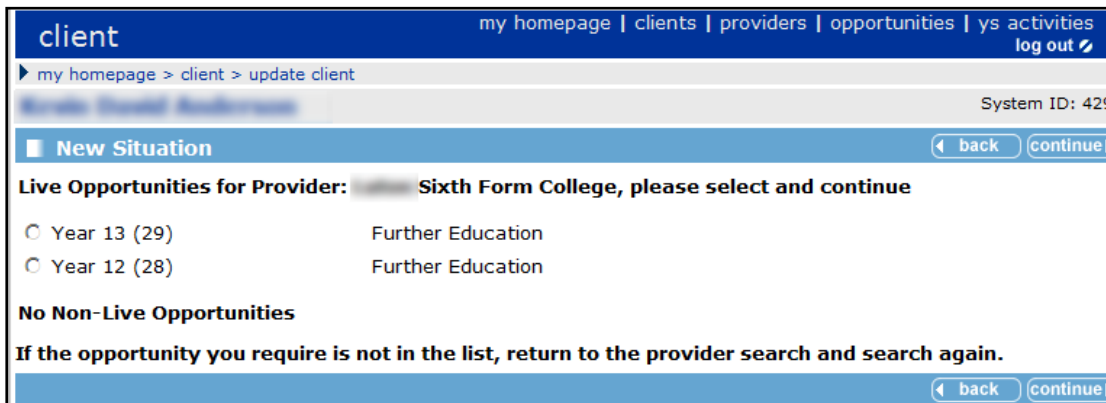 client
my homepage | clients | providers | opportunities | ys activities
log out
my homepage > client > update client
System ID: 429
New Situation
back continue
Live Opportunities for Provider: Sixth Form College, please select and continue
Year 13 (29) Further Education
Year 12 (28) Further Education
No Non-Live Opportunities
If the opportunity you require is not in the list, return to the provider search and search again.
back continue